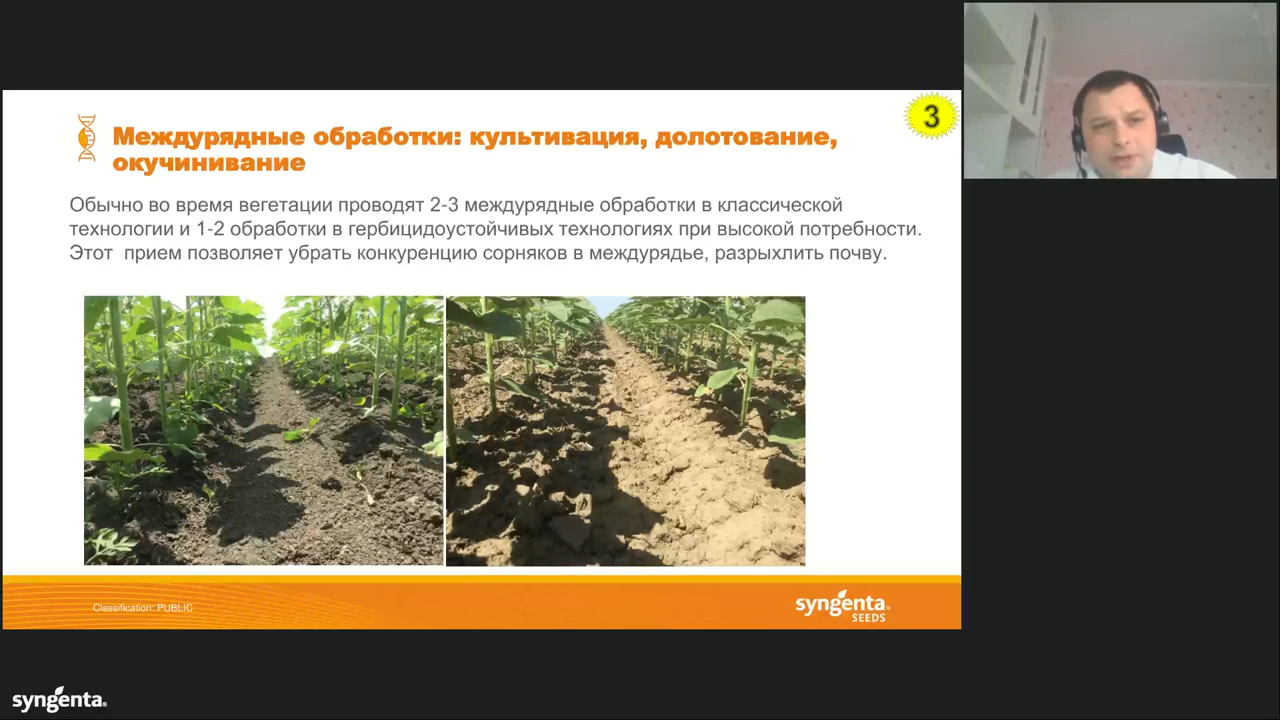 Междурядные обработки: культивация, долотование,
окучинивание
3
Обычно во время вегетации проводят 2-3 междурядные обработки в классической
технологии и 1-2 обработки в гербицидоустойчивых технологиях при высокой потребности.
Этот прием позволяет убрать конкуренцию сорняков в междурядье, разрыхлить почву.
Classification: PUBLIC
syngenta
SEEDS
syngenta